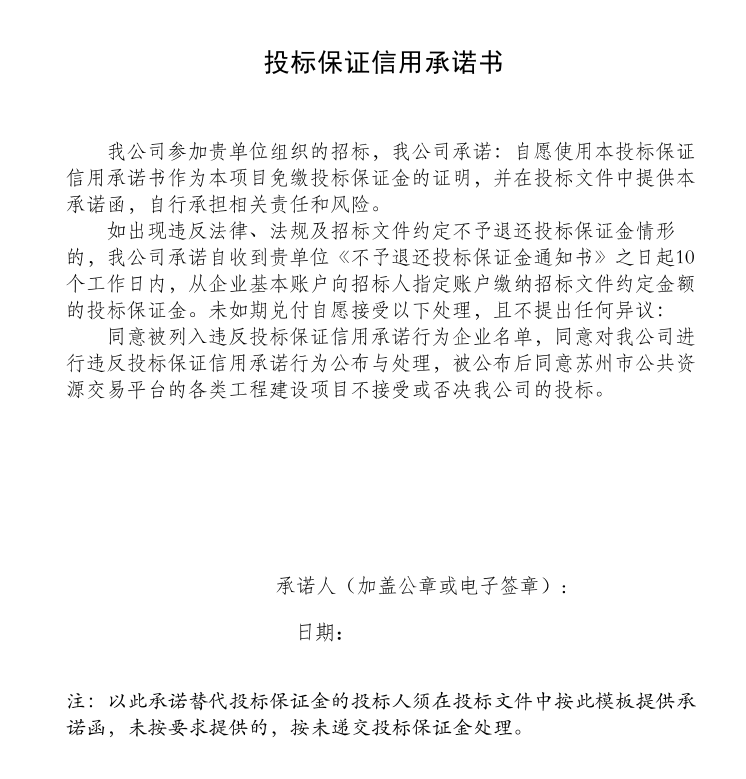 投标保证信用承诺书
我公司参加贵单位组织的招标，我公司承诺：自愿使用本投标保证
信用承诺书作为本项目免缴投标保证金的证明，并在投标文件中提供本
承诺函，自行承担相关责任和风险。
如出现违反法律、法规及招标文件约定不予退还投标保证金情形
的，我公司承诺自收到贵单位《不予退还投标保证金通知书》之日起10
个工作日内，从企业基本账户向招标人指定账户缴纳招标文件约定金额
的投标保证金。未如期兑付自愿接受以下处理，且不提出任何异议：
同意被列入违反投标保证信用承诺行为企业名单，同意对我公司进
行违反投标保证信用承诺行为公布与处理，被公布后同意苏州市公共资
源交易平台的各类工程建设项目不接受或否决我公司的投标。
承诺人（加盖公章或电子签章）：
日期：
注：以此承诺替代投标保证金的投标人须在投标文件中按此模板提供承
诺函，未按要求提供的，按未递交投标保证金处理。